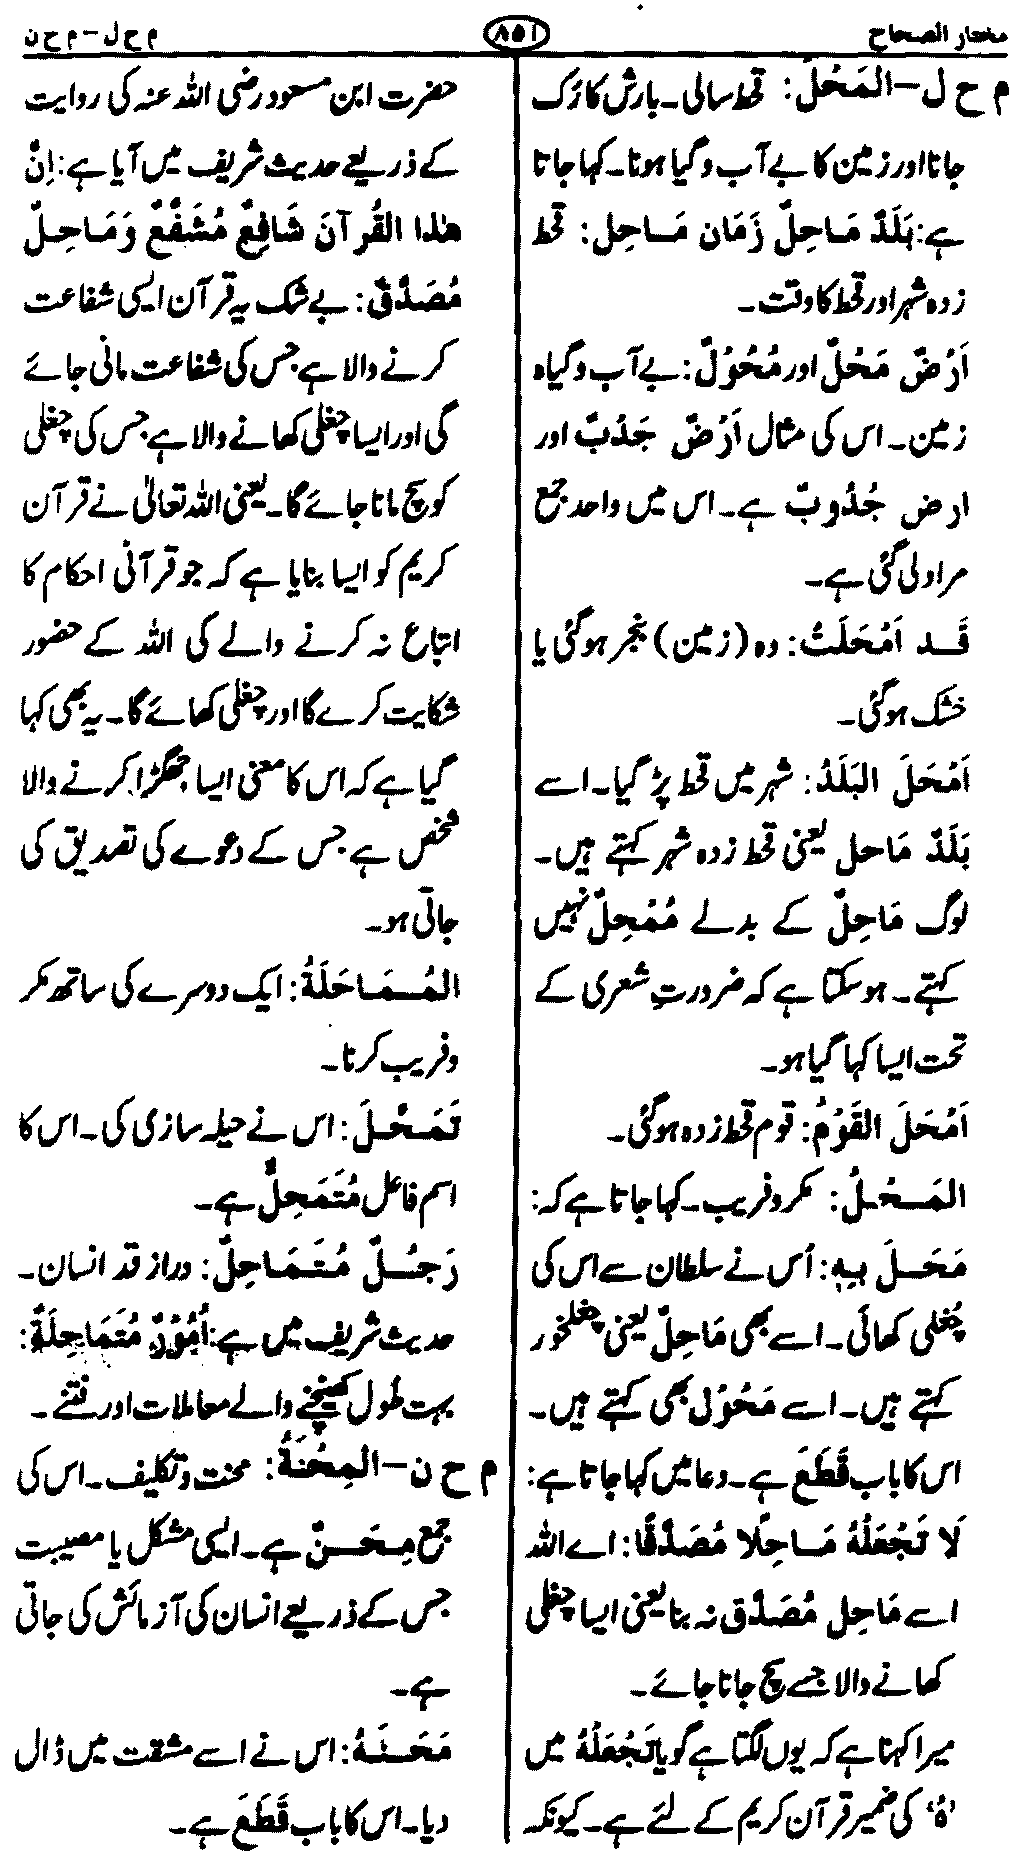 مختار الصحاح
۸۵۱
م ح ل – م ح ن
م ح ل – المَحْلُ: قحط سالی۔ بارش کا رُک
جانا اور زمین کا بے آب و گیا ہونا۔ کہا جاتا
ہے: بَلَدٌ مَاحِلٌ زَمَان مَاحِل: قحط
زدہ شہر اور قحط کا وقت۔
اَرْضٌ مَحْلٌ اور مُحُوْلٌ: بے آب و گیاہ
زمین۔ اس کی مثال اَرْضٌ جَدْبٌ اور
ارض جُدُوبٌ ہے۔ اس میں واحد جمع
مراد لی گئی ہے۔
قَد اَمْحَلَتْ: وہ (زمین) بنجر ہوگئی یا
خشک ہوگئی۔
اَمْحَلَ البَلَدُ: شہر میں قحط پڑ گیا۔ اسے
بَلَدٌ مَاحل یعنی قحط زدہ شہر کہتے ہیں۔
لوگ مَاحِلٌ کے بدلے مُمْحِلٌ نہیں
کہتے۔ ہوسکتا ہے کہ ضرورتِ شعری کے
تحت ایسا کہا گیا ہو۔
اَمْحَلَ القَوْمُ: قوم قحط زدہ ہوگئی۔
المَحْلُ: مکر و فریب۔ کہا جاتا ہے کہ:
مَحَلَ بِہٖ: اُس نے سلطان سے اس کی
چُغلی کھائی۔ اسے بھی مَاحِلٌ یعنی چغلخور
کہتے ہیں۔ اسے مَحُوْل بھی کہتے ہیں۔
اس کا باب قَطَعَ ہے۔ دعا میں کہا جاتا ہے:
لَا تَجْعَلْهُ مَاحِلًا مُصَدَّقًا: اے اللہ
اسے مَاحِل مُصَدَّق نہ بنا یعنی ایسا چغلی
کھانے والا جسے سچ جانا جائے۔
میرا کہنا ہے کہ یوں لگتا ہے گویا تَجْعَلْهُ میں
'هُ' کی ضمیر قرآن کریم کے لئے ہے۔ کیونکہ
حضرت ابن مسعود رضی اللہ عنہ کی روایت
کے ذریعے حدیث شریف میں آیا ہے: اِنَّ
هٰذا القُرآنَ شَافِعٌ مُشَفَّعٌ وَمَاحِلٌ
مُصَدَّقٌ: بے شک یہ قرآن ایسی شفاعت
کرنے والا ہے جس کی شفاعت مانی جائے
گی اور ایسا چغلی کھانے والا ہے جس کی چغلی
کو سچ مانا جائے گا۔ یعنی اللہ تعالیٰ نے قرآن
کریم کو ایسا بنایا ہے کہ جو قرآنی احکام کا
اتباع نہ کرنے والے کی اللہ کے حضور
شکایت کرے گا اور چغلی کھائے گا۔ یہ بھی کہا
گیا ہے کہ اس کا معنی ایسا جھگڑا کرنے والا
شخص ہے جس کے دعوے کی تصدیق کی
جاتی ہو۔
المُمَاحَلَةُ: ایک دوسرے کی ساتھ مکر
و فریب کرنا۔
تَمَحَّلَ: اس نے حیلہ سازی کی۔ اس کا
اسم فاعل مُتَمَحِلٌّ ہے۔
رَجُلٌ مُتَمَاحِلٌ: دراز قد انسان۔
حدیث شریف میں ہے: اُمُوْرٌ مُتَمَاحِلَةٌ:
بہت طول کھینچنے والے معاملات اور فتنے۔
م ح ن – المِحْنَةُ: محنت و تکلیف۔ اس کی
جمع مِحَنٌ ہے۔ ایسی مشکل یا مصیبت
جس کے ذریعے انسان کی آزمائش کی جاتی
ہے۔
مَحَنَهُ: اس نے اسے مشقت میں ڈال
دیا۔ اس کا باب قَطَعَ ہے۔